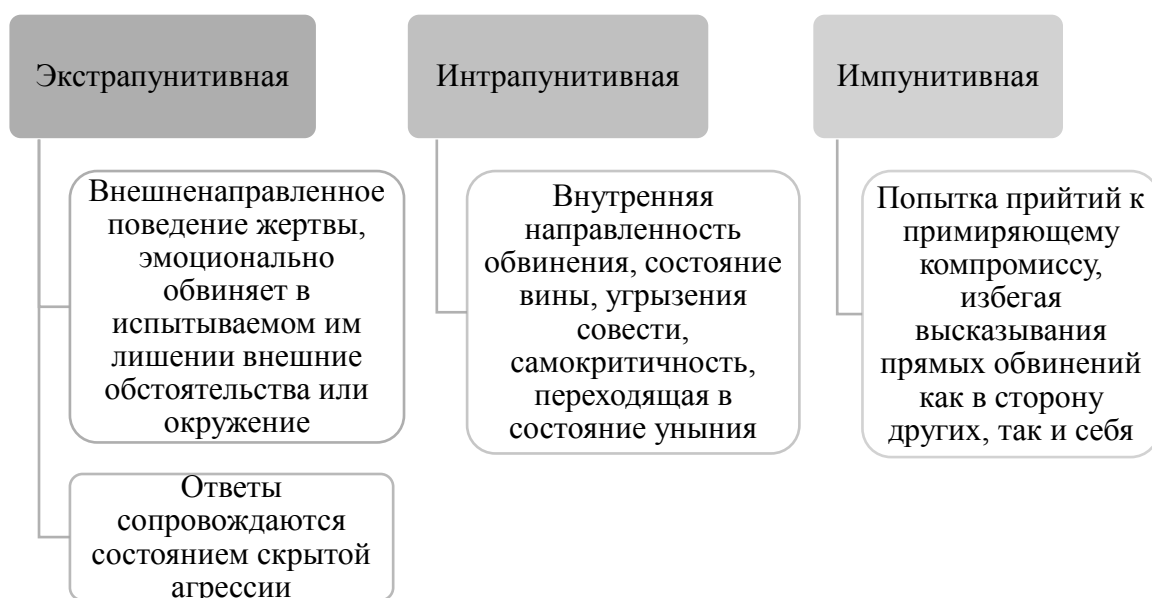 Экстрапунитивная
Внешненаправленное
поведение жертвы,
эмоционально
обвиняет в
испытываемом им
лишении внешние
обстоятельства или
окружение
Ответы
сопровождаются
состоянием скрытой
агрессии
Интрапунитивная
Внутренняя
направленность
обвинения, состояние
вины, угрызения
совести,
самокритичность,
переходящая в
состояние уныния
Импунитивная
Попытка прийтий к
примиряющему
компромиссу,
избегая
высказывания
прямых обвинений
как в сторону
других, так и себя